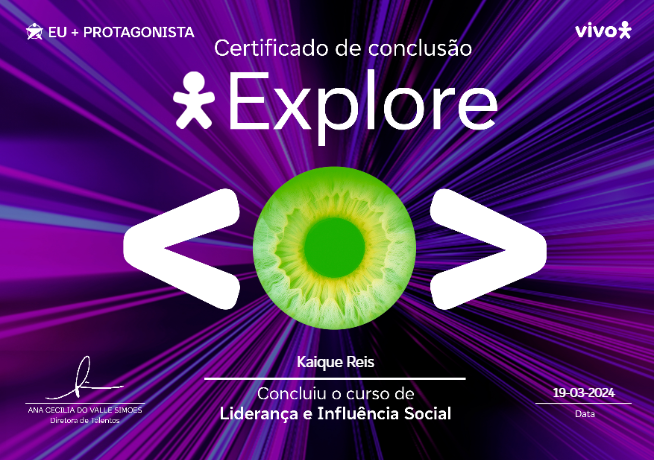 EU + PROTAGONISTA
vivo
Certificado de conclusão
Explore
Kaique Reis
Concluiu o curso de
Liderança e Influência Social
ANA CECILIA DO VALLE SIMOES
Diretora de Talentos
19-03-2024
Data